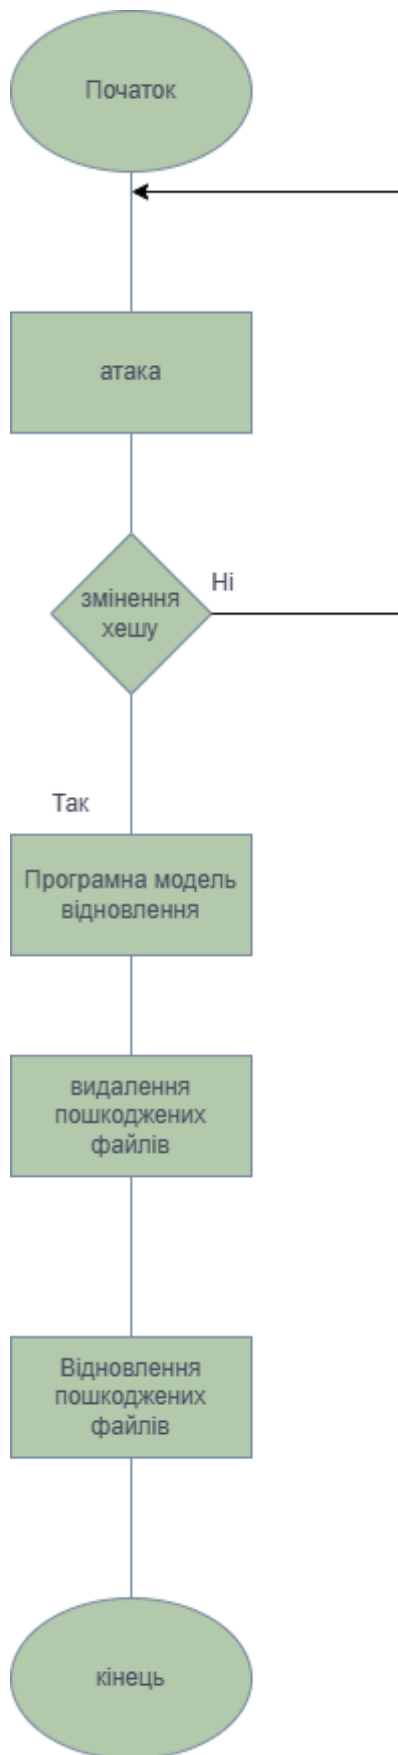 Початок
атака
змінення
хешу
Ні
Так
Програмна модель
відновлення
видалення
пошкоджених
файлів
Відновлення
пошкоджених
файлів
кінець